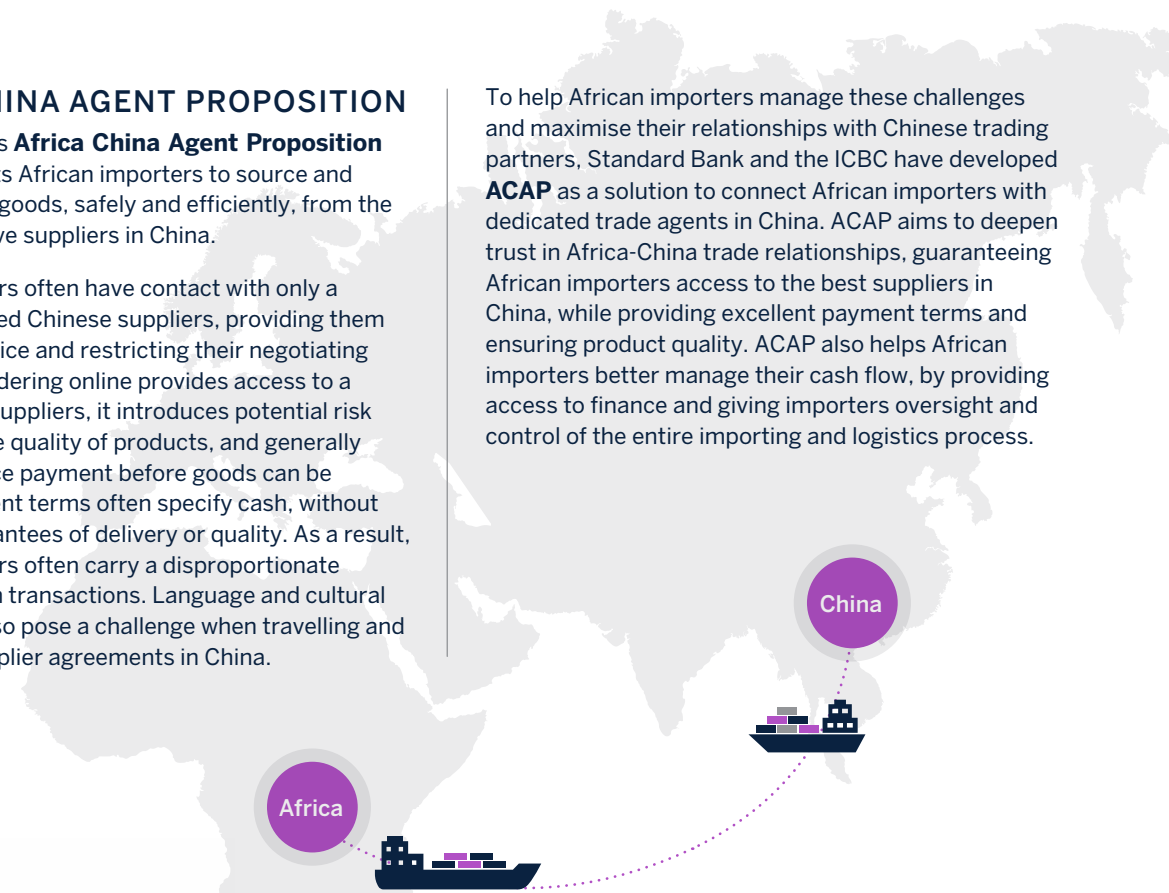 HINA AGENT PROPOSITION
s Africa China Agent Proposition
ts African importers to source and
goods, safely and efficiently, from the
ve suppliers in China.
rs often have contact with only a
ed Chinese suppliers, providing them
ice and restricting their negotiating
dering online provides access to a
suppliers, it introduces potential risk
e quality of products, and generally
ce payment before goods can be
ent terms often specify cash, without
antees of delivery or quality. As a result,
rs often carry a disproportionate
n transactions. Language and cultural
so pose a challenge when travelling and
plier agreements in China.
To help African importers manage these challenges
and maximise their relationships with Chinese trading
partners, Standard Bank and the ICBC have developed
ACAP as a solution to connect African importers with
dedicated trade agents in China. ACAP aims to deepen
trust in Africa-China trade relationships, guaranteeing
African importers access to the best suppliers in
China, while providing excellent payment terms and
ensuring product quality. ACAP also helps African
importers better manage their cash flow, by providing
access to finance and giving importers oversight and
control of the entire importing and logistics process.
China
Africa